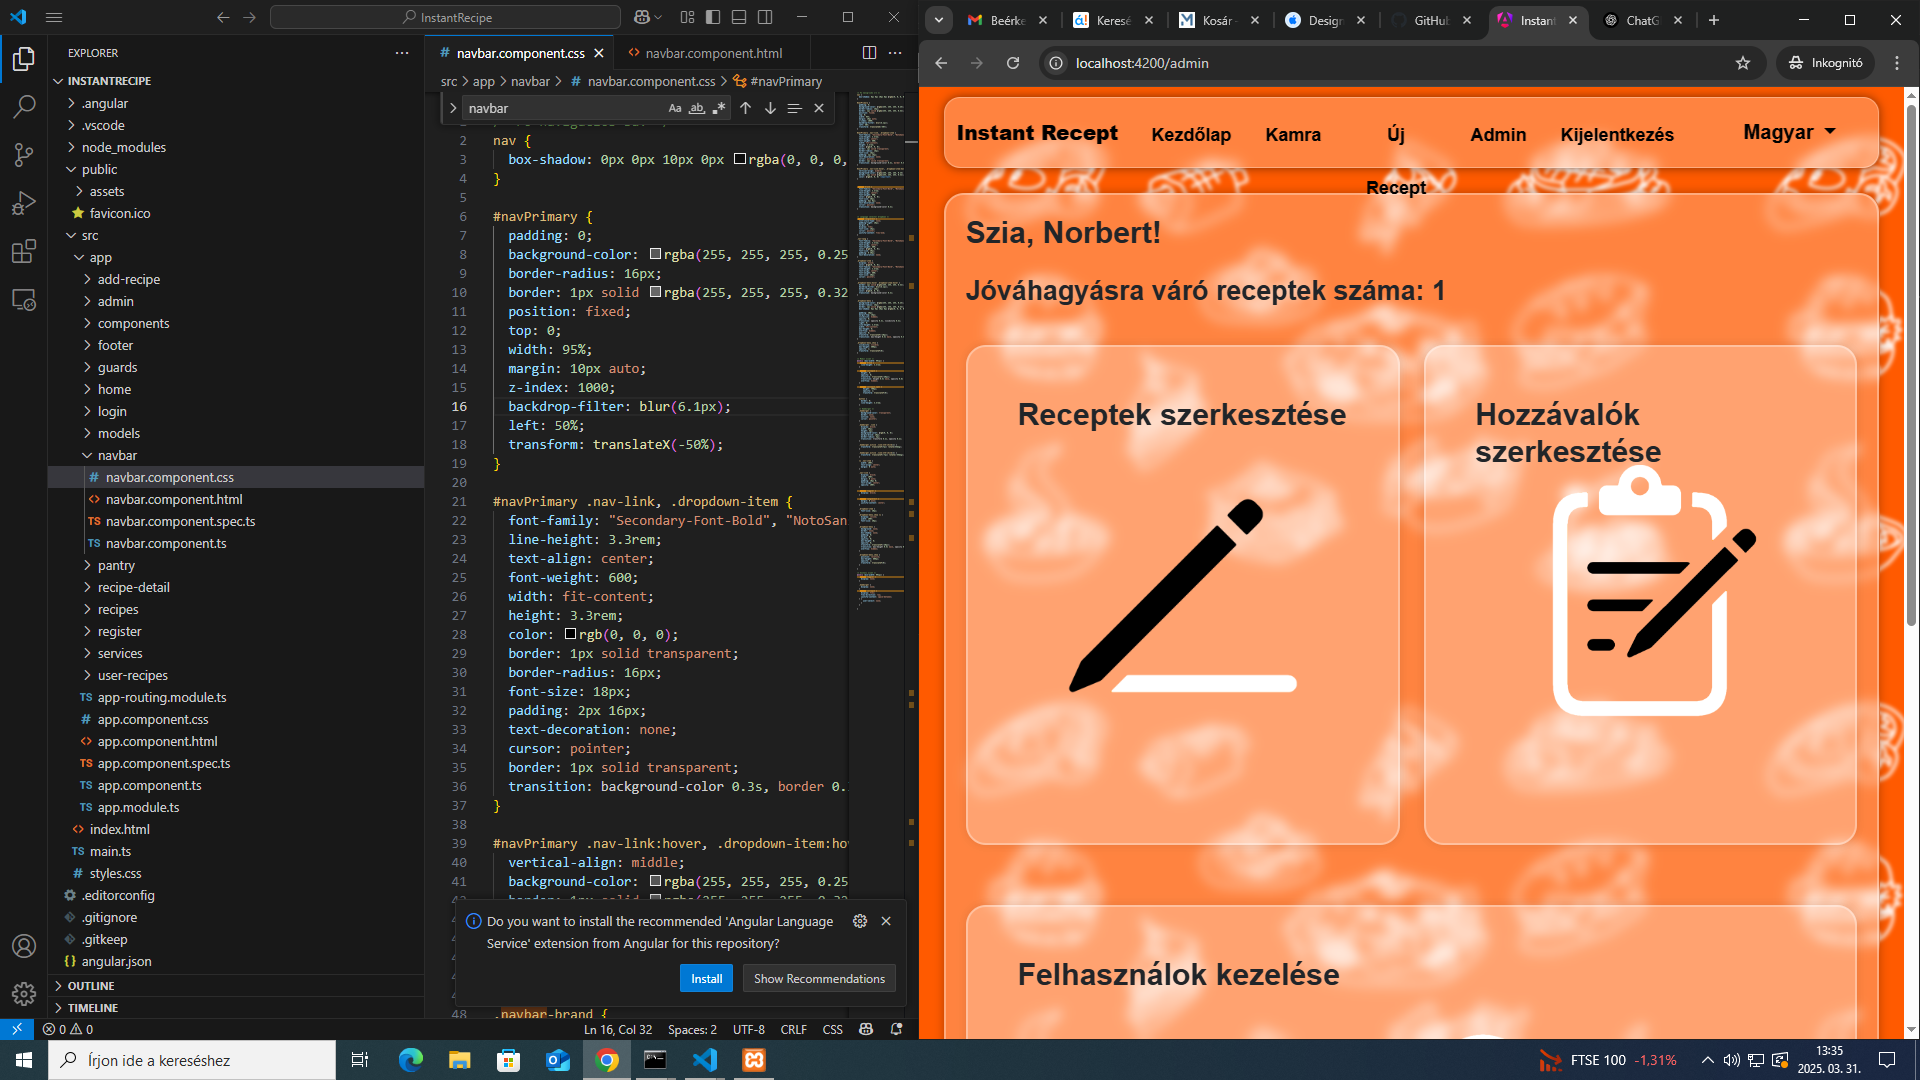 InstantRecipe
EXPLORER
INSTANTRECIPE
.angular
.vscode
node_modules
public
assets
favicon.ico
src
app
add-recipe
admin
components
footer
guards
home
login
models
navbar
navbar.component.css
navbar.component.html
navbar.component.spec.ts
navbar.component.ts
pantry
recipe-detail
recipes
register
services
user-recipes
app-routing.module.ts
app.component.css
app.component.html
app.component.spec.ts
app.component.ts
app.module.ts
index.html
main.ts
styles.css
.editorconfig
.gitignore
.gitkeep
angular.json
OUTLINE
TIMELINE
navbar.component.css navbar.component.html
src > app > navbar > # navbar.component.css > #navPrimary
navbar Aa ab
2 nav {
3 box-shadow: 0px 0px 10px 0px rgba(0, 0, 0,
4 }
5
6 #navPrimary {
7 padding: 0;
8 background-color: rgba(255, 255, 255, 0.25
9 border-radius: 16px;
10 border: 1px solid rgba(255, 255, 255, 0.32
11 position: fixed;
12 top: 0;
13 width: 95%;
14 margin: 10px auto;
15 z-index: 1000;
16 backdrop-filter: blur(6.1px);
17 left: 50%;
18 transform: translateX(-50%);
19 }
20
21 #navPrimary .nav-link, .dropdown-item {
22 font-family: "Secondary-Font-Bold", "NotoSan
23 line-height: 3.3rem;
24 text-align: center;
25 font-weight: 600;
26 width: fit-content;
27 height: 3.3rem;
28 color: rgb(0, 0, 0);
29 border: 1px solid transparent;
30 border-radius: 16px;
31 font-size: 18px;
32 padding: 2px 16px;
33 text-decoration: none;
34 cursor: pointer;
35 border: 1px solid transparent;
36 transition: background-color 0.3s, border 0.
37 }
38
39 #navPrimary .nav-link:hover, .dropdown-item:ho
40 vertical-align: middle;
41 background-color: rgba(255, 255, 255, 0.25
Do you want to install the recommended 'Angular Language
Service' extension from Angular for this repository?
Install Show Recommendations
48 .navbar-brand {
0 0 Ln 16, Col 32 Spaces: 2 UTF-8 CRLF CSS
Beérke Keresé Kosár Design GitHub Instant ChatG
localhost:4200/admin Inkognitó
Instant Recept Kezdőlap Kamra Új Admin Kijelentkezés Magyar
Recept
Szia, Norbert!
Jóváhagyásra váró receptek száma: 1
Receptek szerkesztése
Hozzávalók
szerkesztése
Felhasználok kezelése
Írjon ide a kereséshez
FTSE 100 -1,31%
13:35
2025. 03. 31.